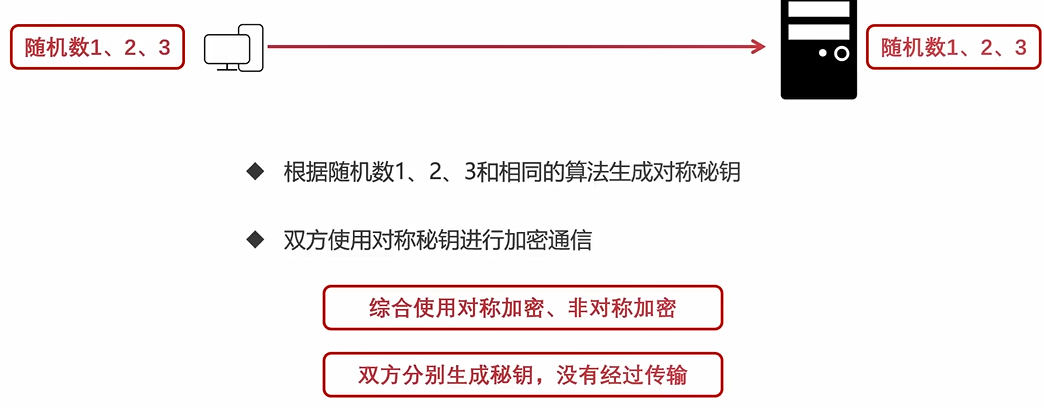 随机数1、2、3
随机数1、2、3
根据随机数1、2、3和相同的算法生成对称秘钥
双方使用对称秘钥进行加密通信
综合使用对称加密、非对称加密
双方分别生成秘钥，没有经过传输